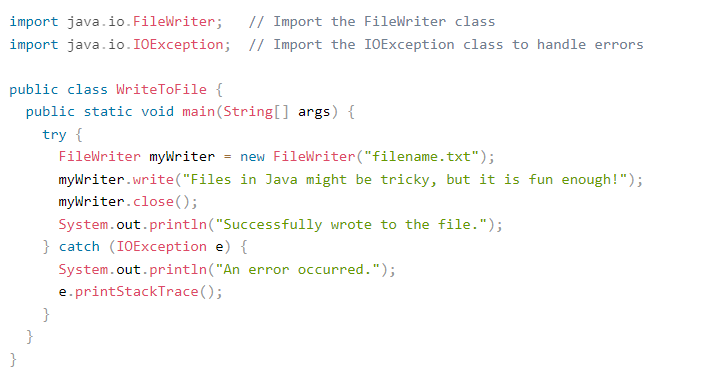 import java.io.FileWriter;   // Import the FileWriter class
import java.io.IOException;  // Import the IOException class to handle errors

public class WriteToFile {
  public static void main(String[] args) {
    try {
      FileWriter myWriter = new FileWriter("filename.txt");
      myWriter.write("Files in Java might be tricky, but it is fun enough!");
      myWriter.close();
      System.out.println("Successfully wrote to the file.");
    } catch (IOException e) {
      System.out.println("An error occurred.");
      e.printStackTrace();
    }
  }
}